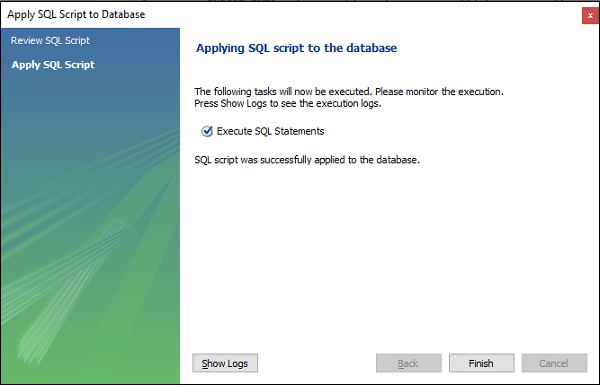 Apply SQL Script to Database
x
Review SQL Script
Apply SQL Script
Applying SQL script to the database
The following tasks will now be executed. Please monitor the execution.
Press Show Logs to see the execution logs.
Execute SQL Statements
SQL script was successfully applied to the database.
Show Logs
Back
Finish
Cancel